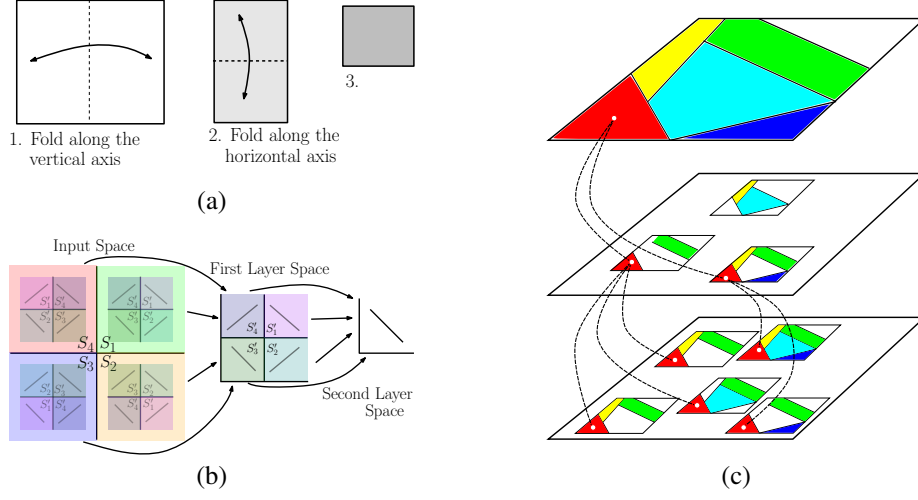 1. Fold along the
vertical axis
2. Fold along the
horizontal axis
3.
(a)
Input Space
First Layer Space
Second Layer
Space
S₄ S₁
S₃ S₂
S′₄ S′₁
S′₃ S′₂
(b)
(c)